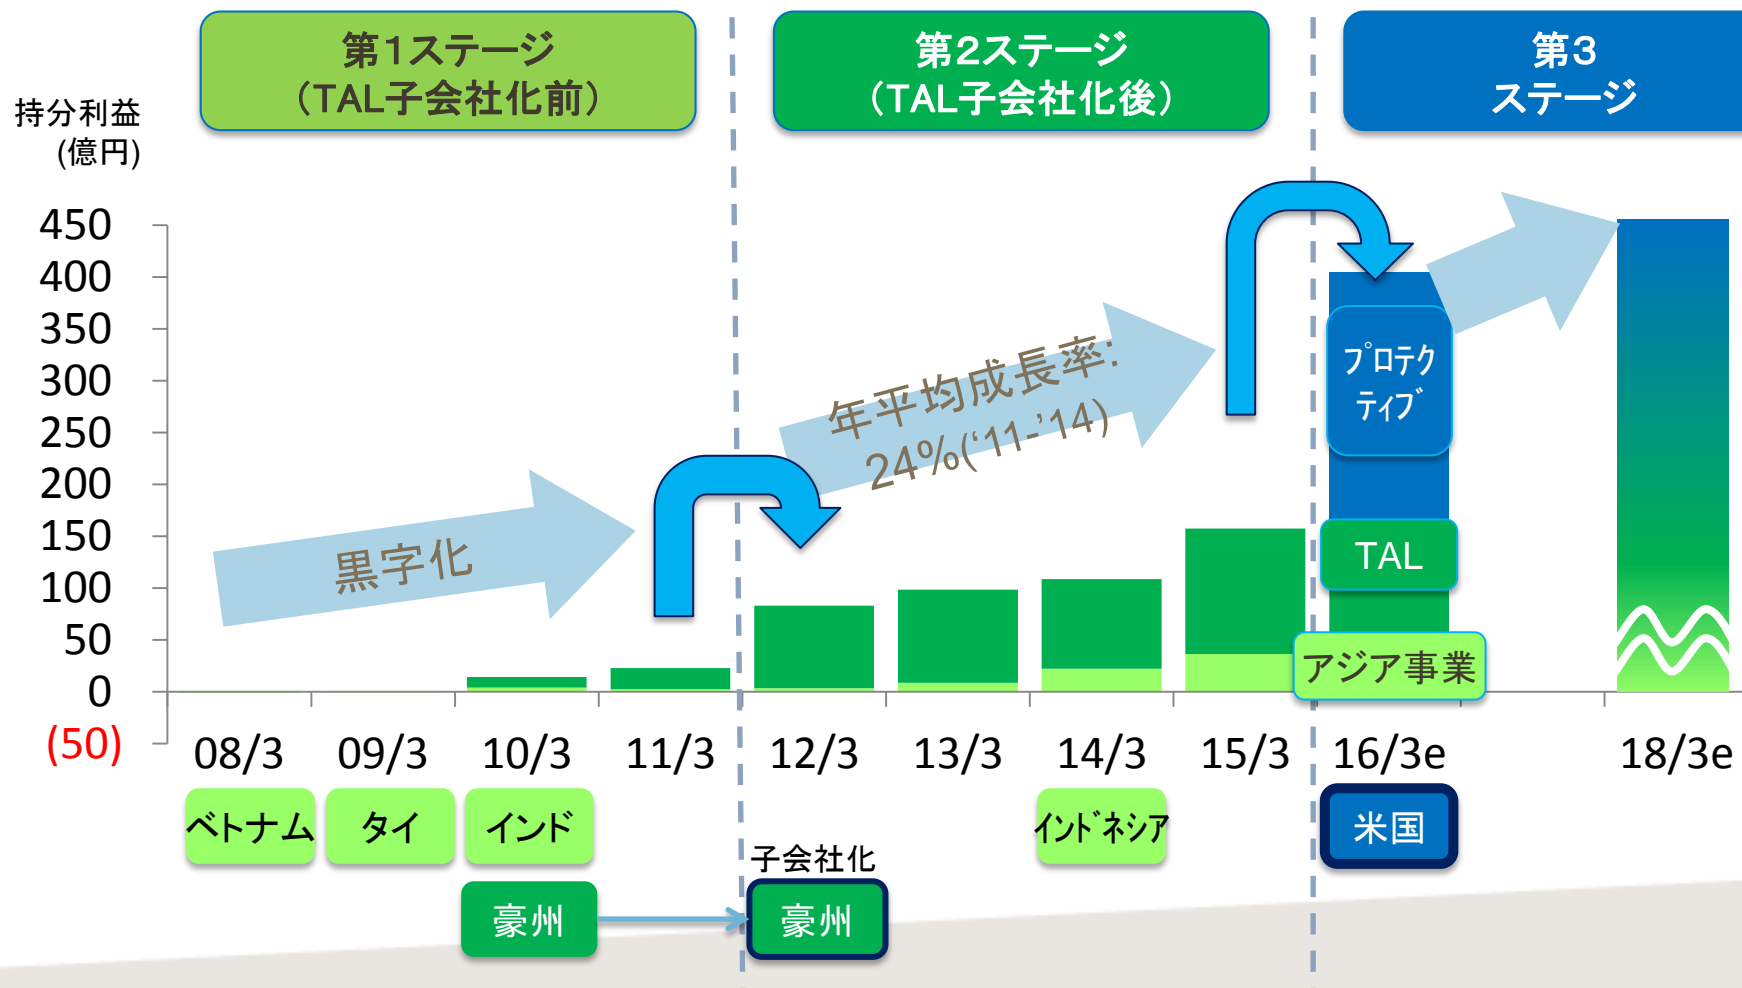 第1ステージ
(TAL子会社化前)
第2ステージ
(TAL子会社化後)
第3
ステージ
持分利益
(億円)
450
400
350
300
250
200
150
100
50
0
(50)
黒字化
年平均成長率:
24%(‘11-’14)
プロテク
ティブ
TAL
アジア事業
08/3
09/3
10/3
11/3
12/3
13/3
14/3
15/3
16/3e
18/3e
ベトナム
タイ
インド
インドネシア
米国
子会社化
豪州
豪州